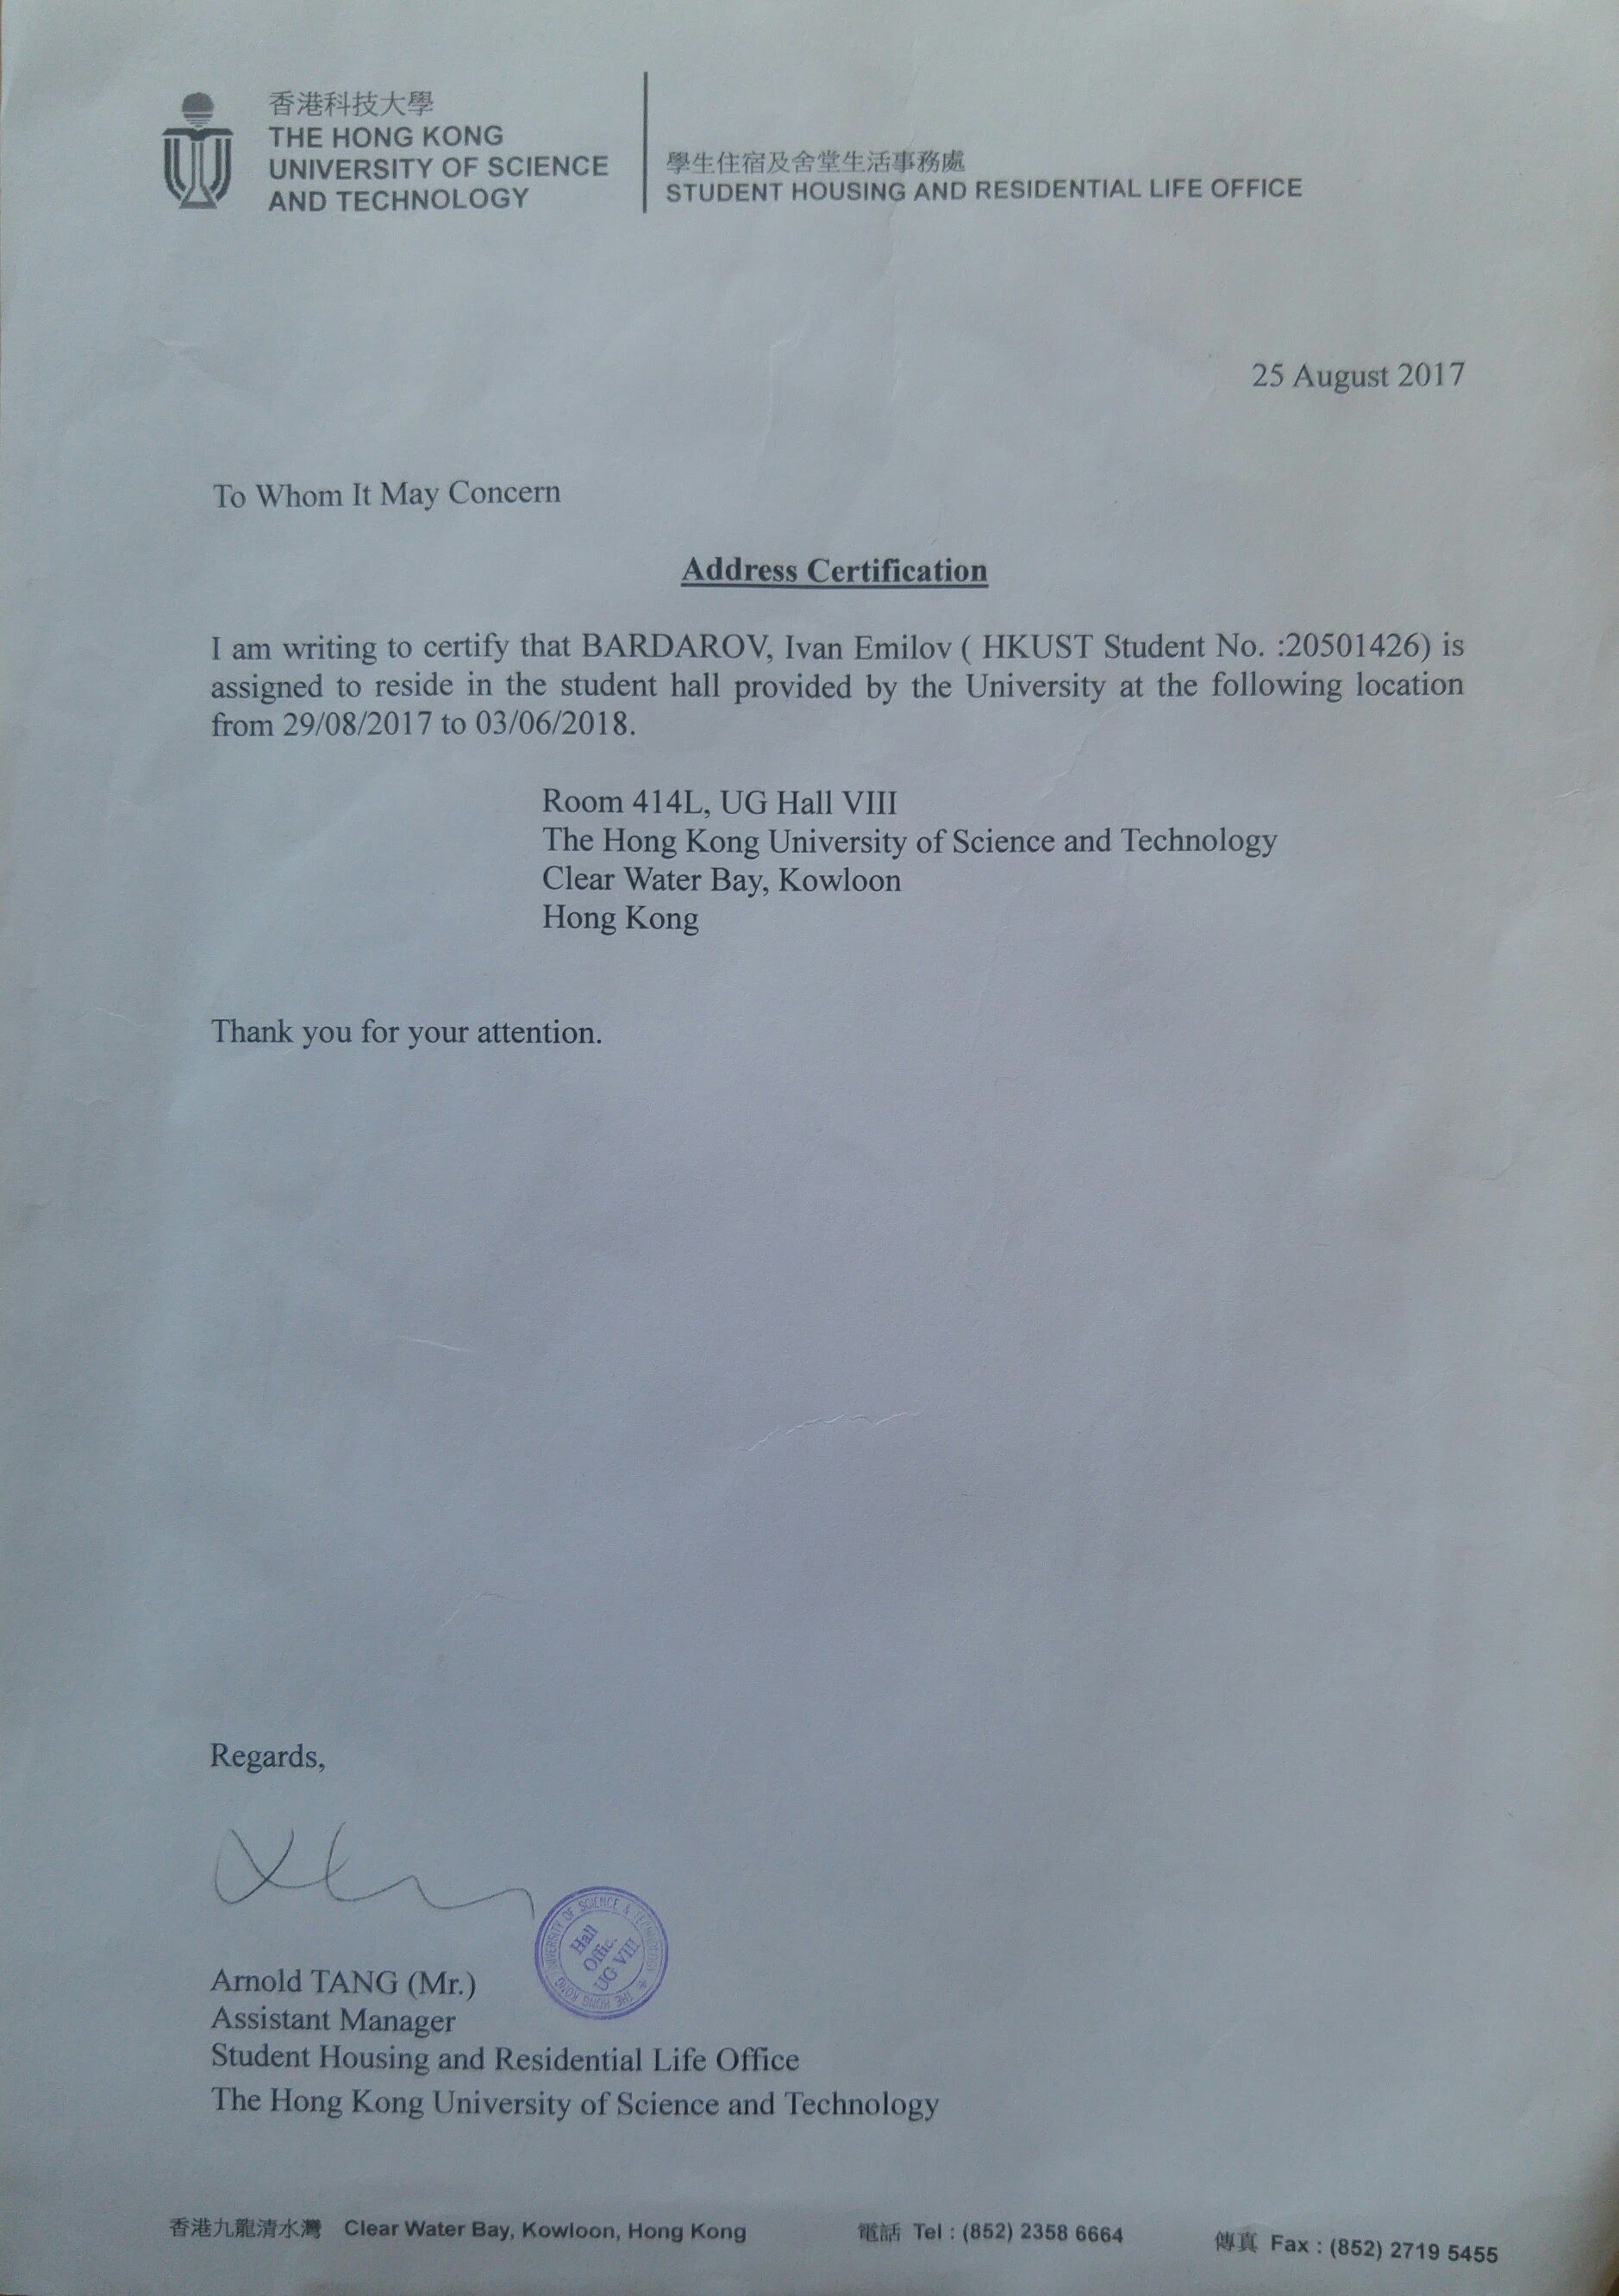 香港科技大學
THE HONG KONG
UNIVERSITY OF SCIENCE
AND TECHNOLOGY
學生住宿及舍堂生活事務處
STUDENT HOUSING AND RESIDENTIAL LIFE OFFICE
25 August 2017
To Whom It May Concern
Address Certification
I am writing to certify that BARDAROV, Ivan Emilov ( HKUST Student No. :20501426) is
assigned to reside in the student hall provided by the University at the following location
from 29/08/2017 to 03/06/2018.
Room 414L, UG Hall VIII
The Hong Kong University of Science and Technology
Clear Water Bay, Kowloon
Hong Kong
Thank you for your attention.
Regards,
THE HONG KONG UNIVERSITY OF SCIENCE & TECHNOLOGY
Hall
Offic.
UG VIII
Arnold TANG (Mr.)
Assistant Manager
Student Housing and Residential Life Office
The Hong Kong University of Science and Technology
香港九龍清水灣 Clear Water Bay, Kowloon, Hong Kong 電話 Tel : (852) 2358 6664 傳真 Fax : (852) 2719 5455